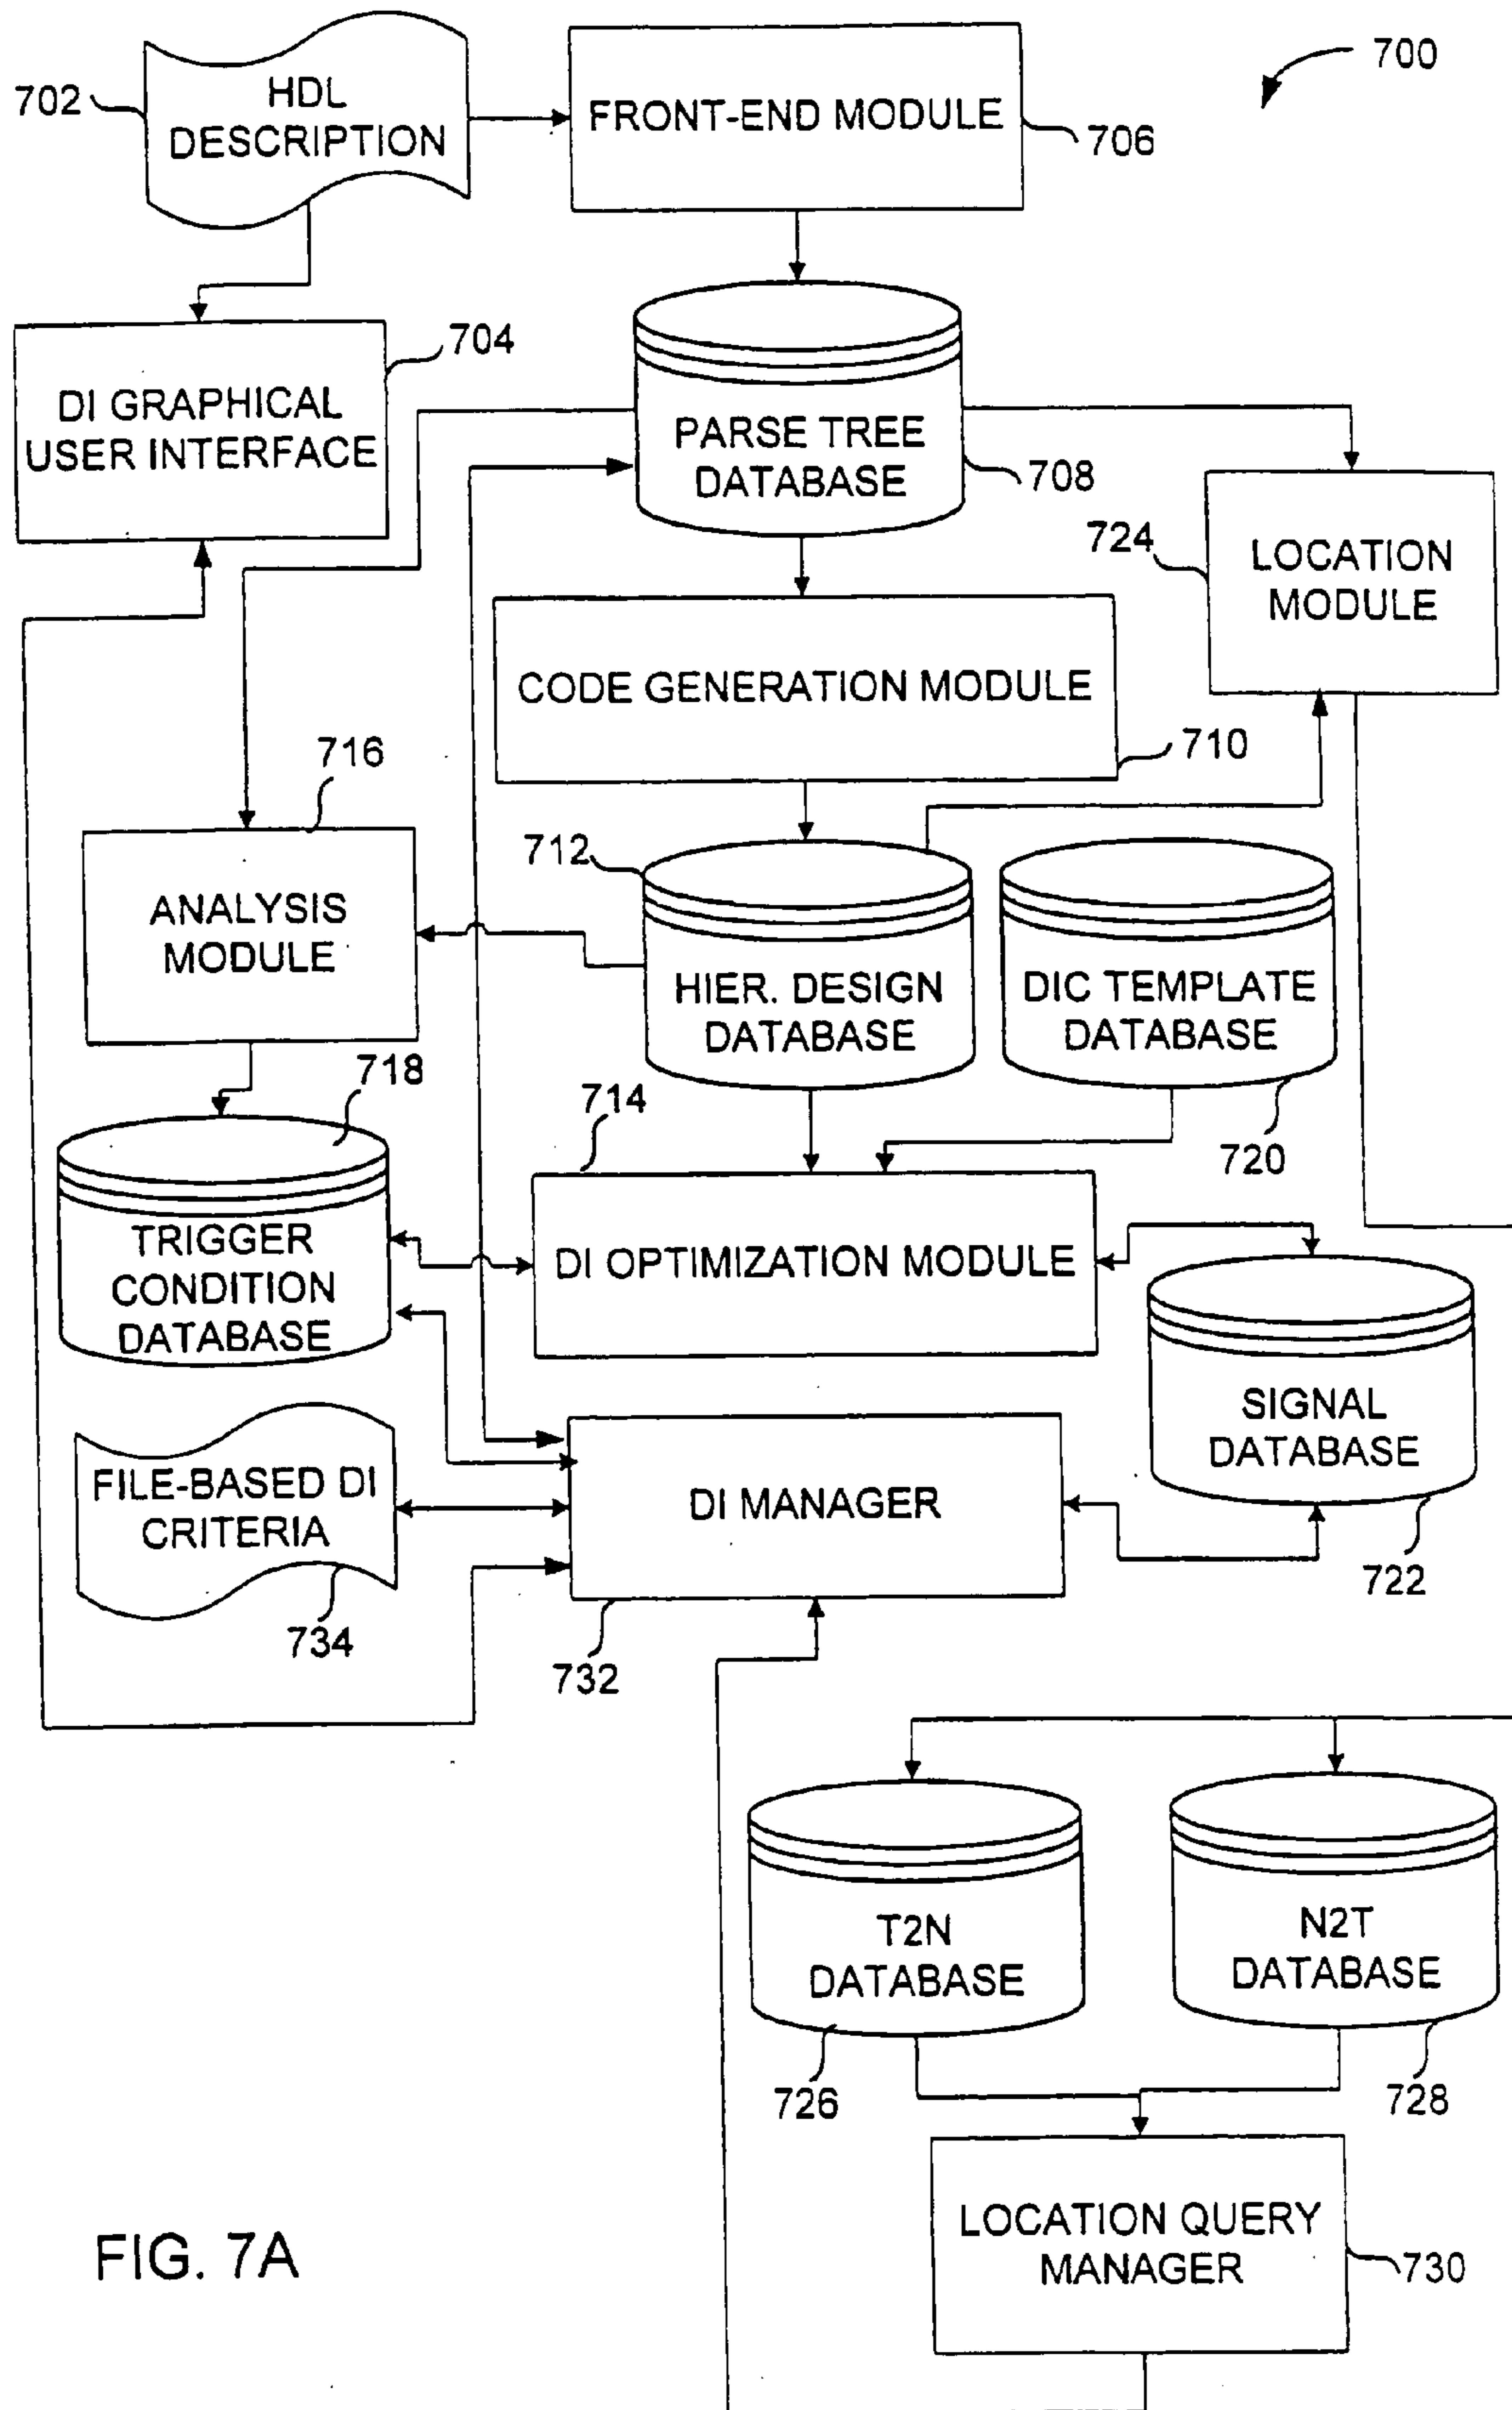 700
702
HDL
DESCRIPTION
FRONT-END MODULE
706
704
DI GRAPHICAL
USER INTERFACE
PARSE TREE
DATABASE
708
724
LOCATION
MODULE
CODE GENERATION MODULE
710
716
ANALYSIS
MODULE
712
HIER. DESIGN
DATABASE
DIC TEMPLATE
DATABASE
720
718
TRIGGER
CONDITION
DATABASE
714
DI OPTIMIZATION MODULE
SIGNAL
DATABASE
722
FILE-BASED DI
CRITERIA
734
DI MANAGER
732
T2N
DATABASE
726
N2T
DATABASE
728
LOCATION QUERY
MANAGER
730
FIG. 7A